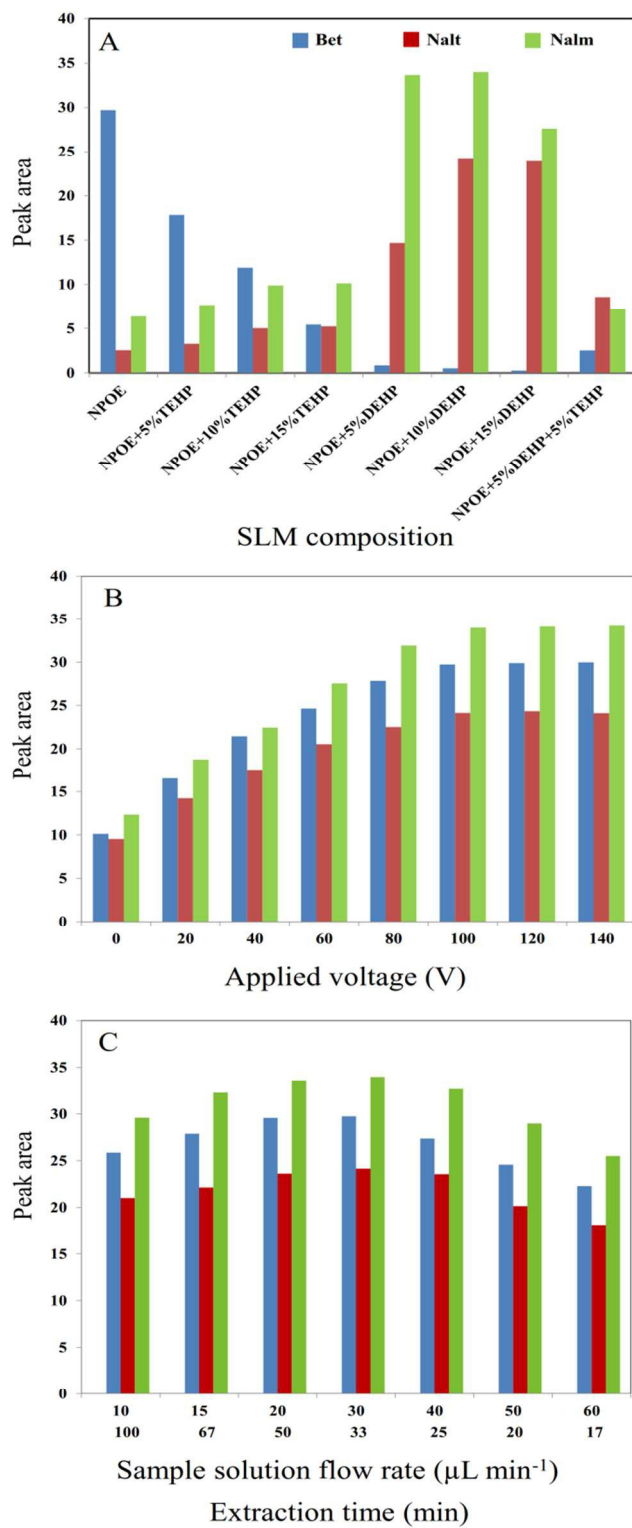 A
Bet
Nalt
Nalm
40
35
30
25
20
15
10
5
0
Peak area
NPOE
NPOE+5%TEHP
NPOE+10%TEHP
NPOE+15%TEHP
NPOE+5%DEHP
NPOE+10%DEHP
NPOE+15%DEHP
NPOE+5%DEHP+5%TEHP
SLM composition
B
40
35
30
25
20
15
10
5
0
Peak area
0 20 40 60 80 100 120 140
Applied voltage (V)
C
40
35
30
25
20
15
10
5
0
Peak area
10 15 20 30 40 50 60
100 67 50 33 25 20 17
Sample solution flow rate (µL min⁻¹)
Extraction time (min)